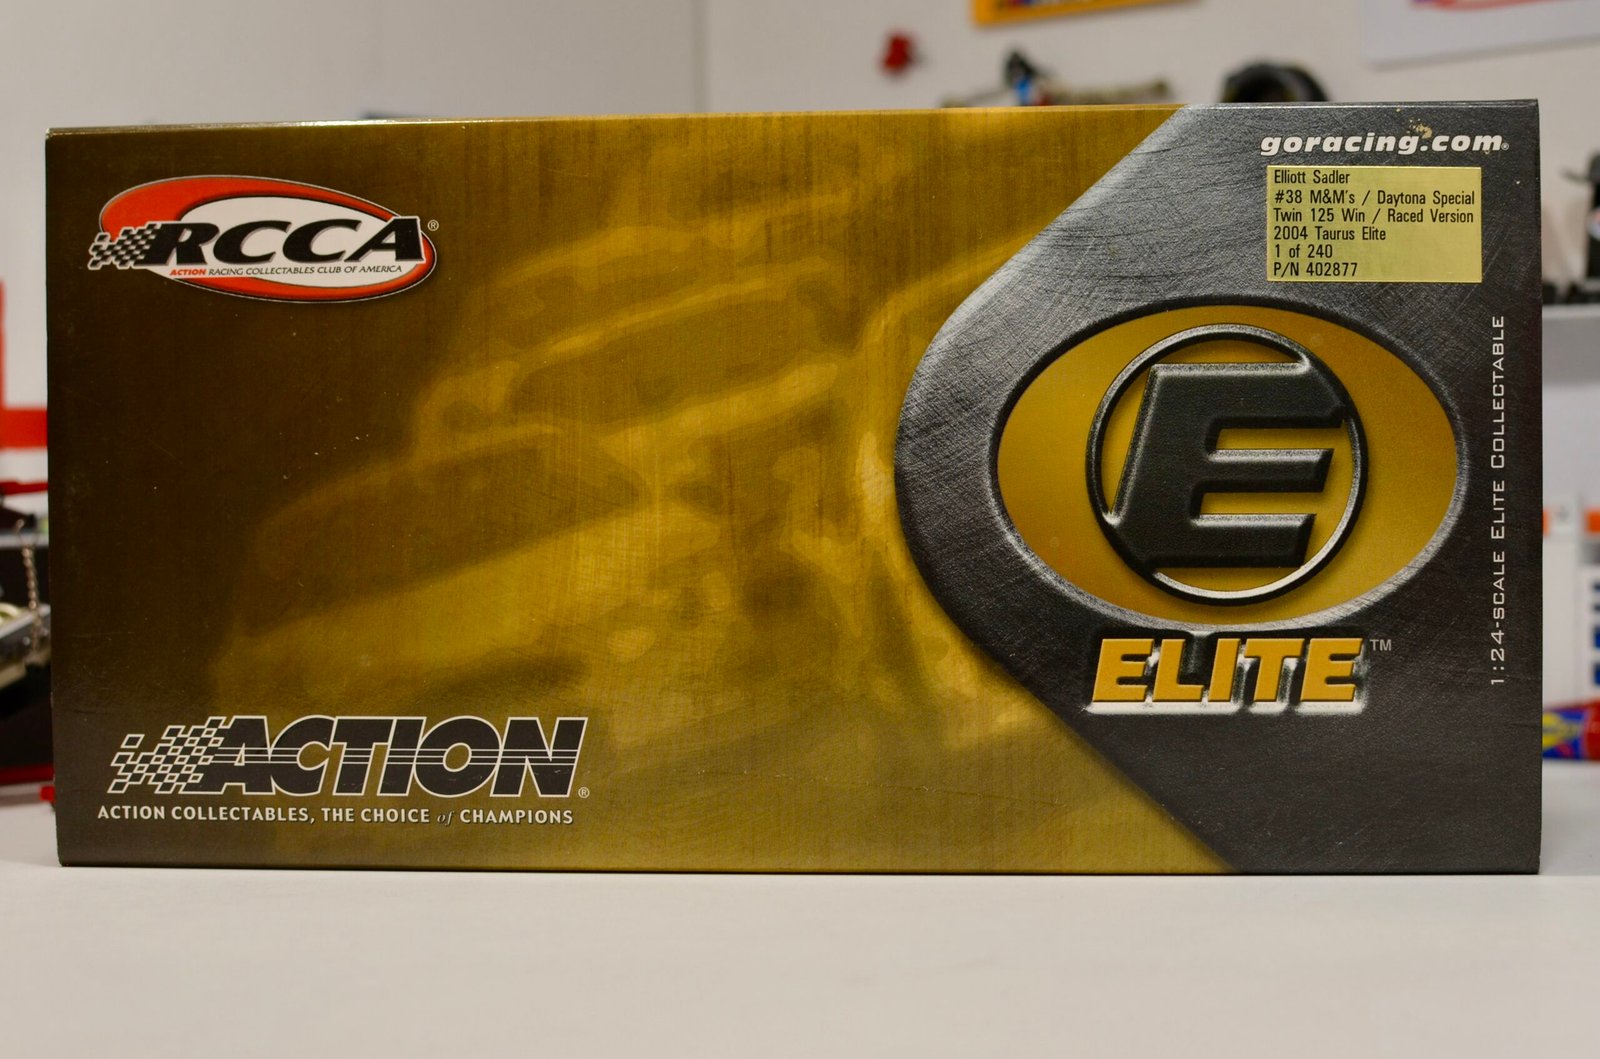 RCCA®
ACTION RACING COLLECTABLES CLUB OF AMERICA
goracing.com®
Elliott Sadler
#38 M&M's / Daytona Special
Twin 125 Win / Raced Version
2004 Taurus Elite
1 of 240
P/N 402877
E
ELITE™
1:24-SCALE ELITE COLLECTABLE
ACTION®
ACTION COLLECTABLES, THE CHOICE of CHAMPIONS